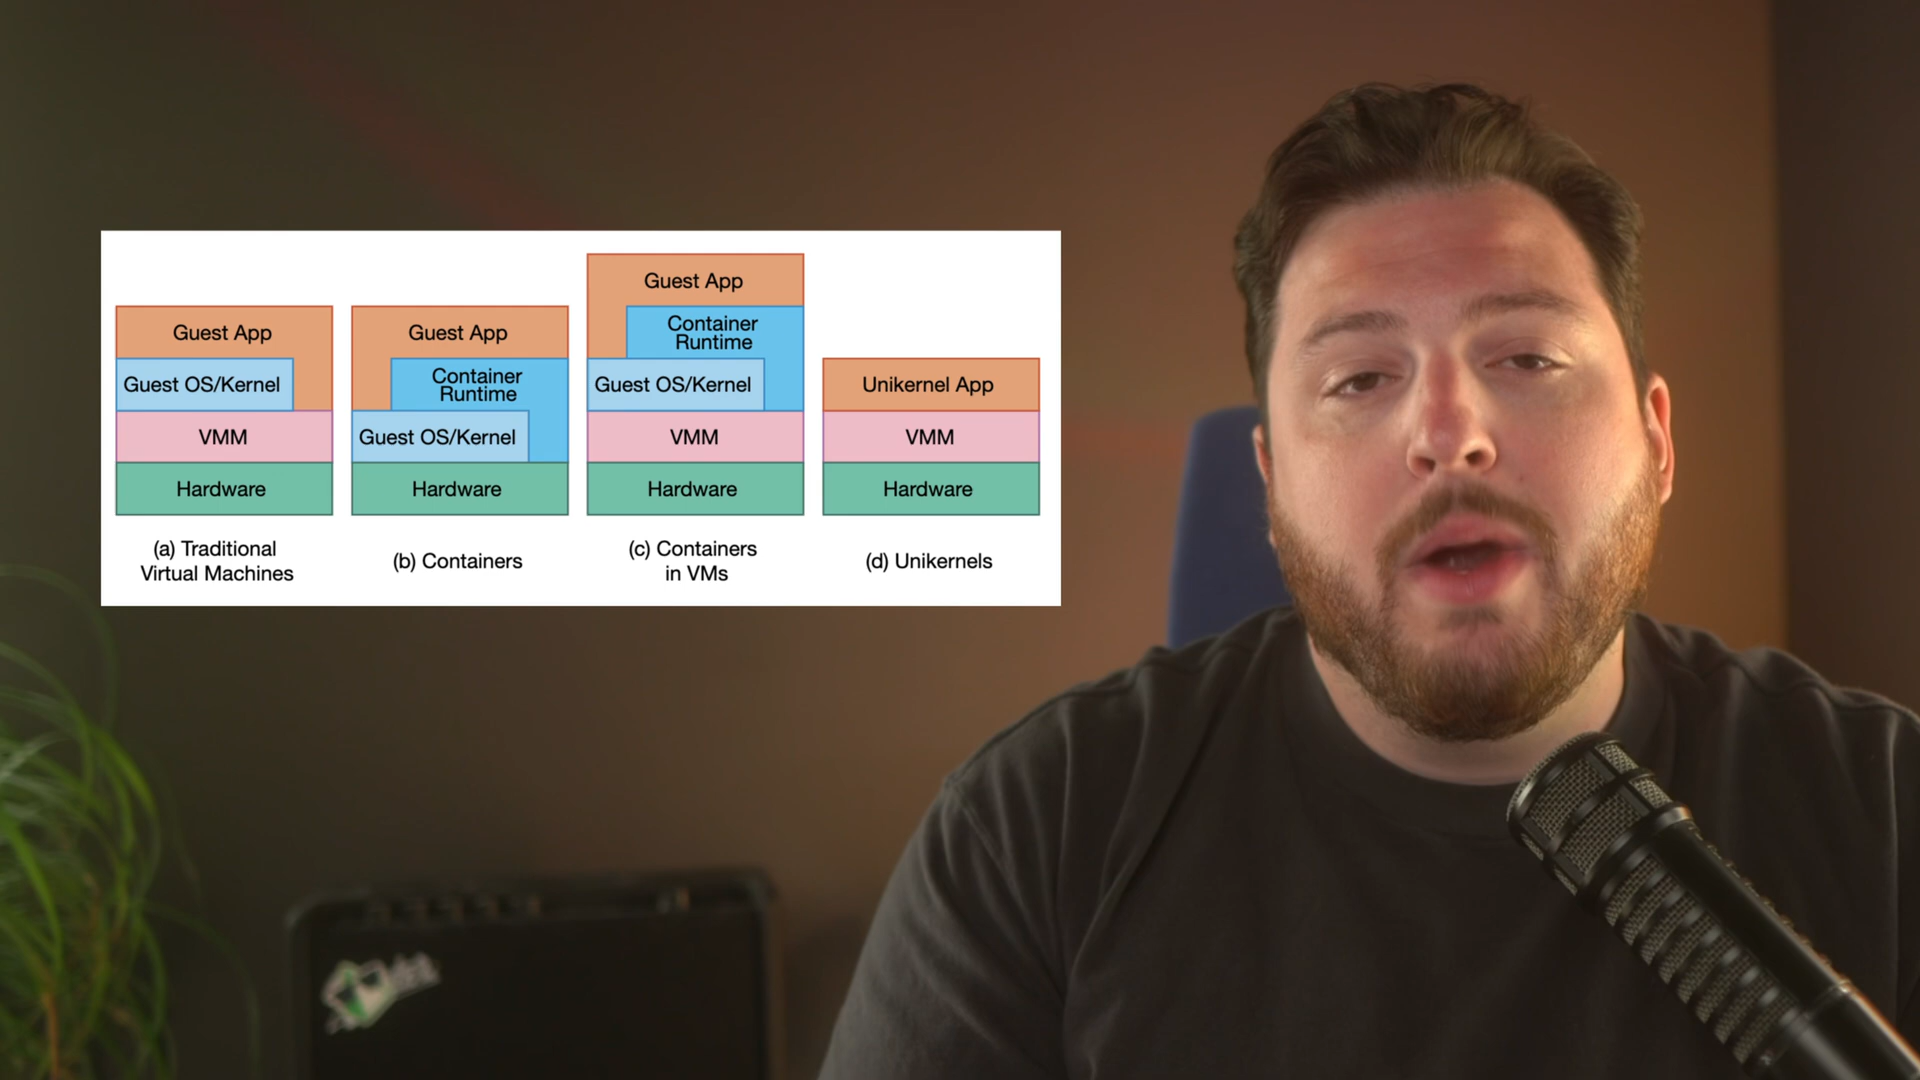 Guest App
Guest OS/Kernel
VMM
Hardware
(a) Traditional
Virtual Machines
Guest App
Container
Runtime
Guest OS/Kernel
Hardware
(b) Containers
Guest App
Container
Runtime
Guest OS/Kernel
VMM
Hardware
(c) Containers
in VMs
Unikernel App
VMM
Hardware
(d) Unikernels